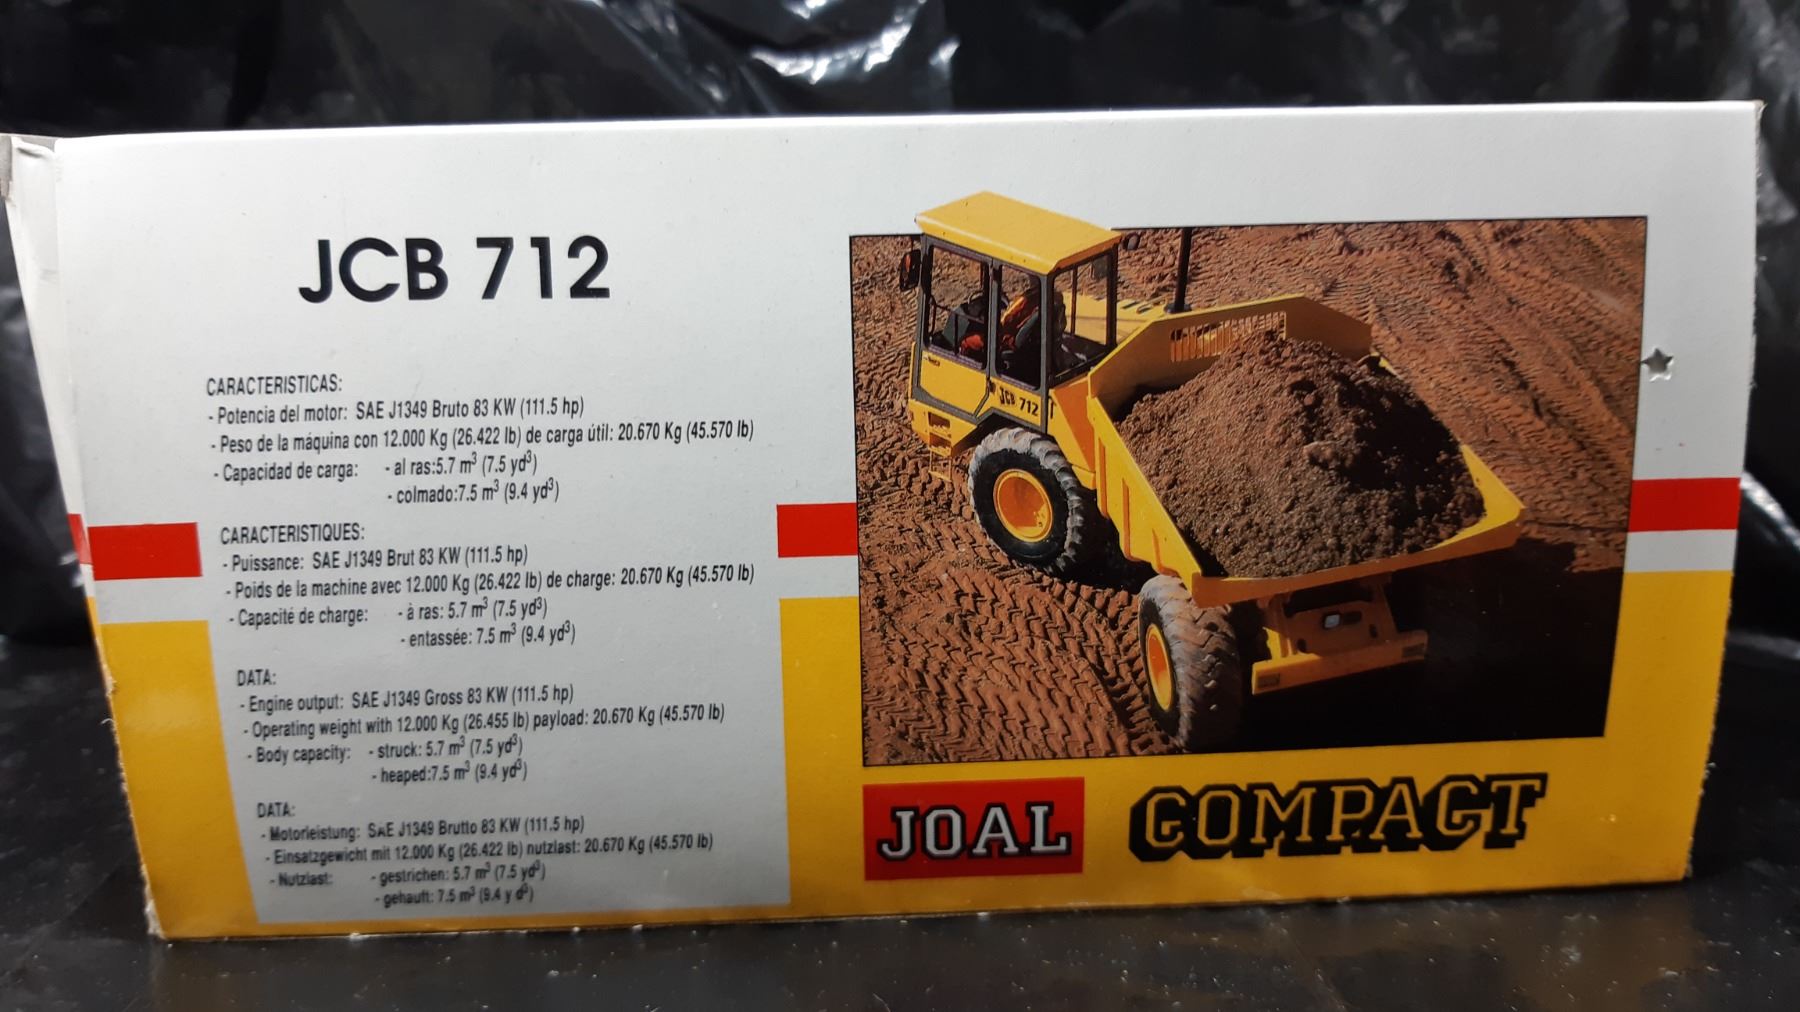 JCB 712
CARACTERISTICAS:
- Potencia del motor: SAE J1349 Bruto 83 KW (111.5 hp)
- Peso de la máquina con 12.000 Kg (26.422 lb) de carga útil: 20.670 Kg (45.570 lb)
- Capacidad de carga: - al ras:5.7 m³ (7.5 yd³)
- colmado:7.5 m³ (9.4 yd³)
CARACTERISTIQUES:
- Puissance: SAE J1349 Brut 83 KW (111.5 hp)
- Poids de la machine avec 12.000 Kg (26.422 lb) de charge: 20.670 Kg (45.570 lb)
- Capacité de charge: - à ras: 5.7 m³ (7.5 yd³)
- entassée: 7.5 m³ (9.4 yd³)
DATA:
- Engine output: SAE J1349 Gross 83 KW (111.5 hp)
- Operating weight with 12.000 Kg (26.455 lb) payload: 20.670 Kg (45.570 lb)
- Body capacity: - struck: 5.7 m³ (7.5 yd³)
- heaped:7.5 m³ (9.4 yd³)
DATA:
- Motorleistung: SAE J1349 Brutto 83 KW (111.5 hp)
- Einsatzgewicht mit 12.000 Kg (26.422 lb) nutzlast: 20.670 Kg (45.570 lb)
- Nutzlast: - gestrichen: 5.7 m³ (7.5 yd³)
- gehauft: 7.5 m³ (9.4 y d³)
JCB 712
JOAL COMPACT